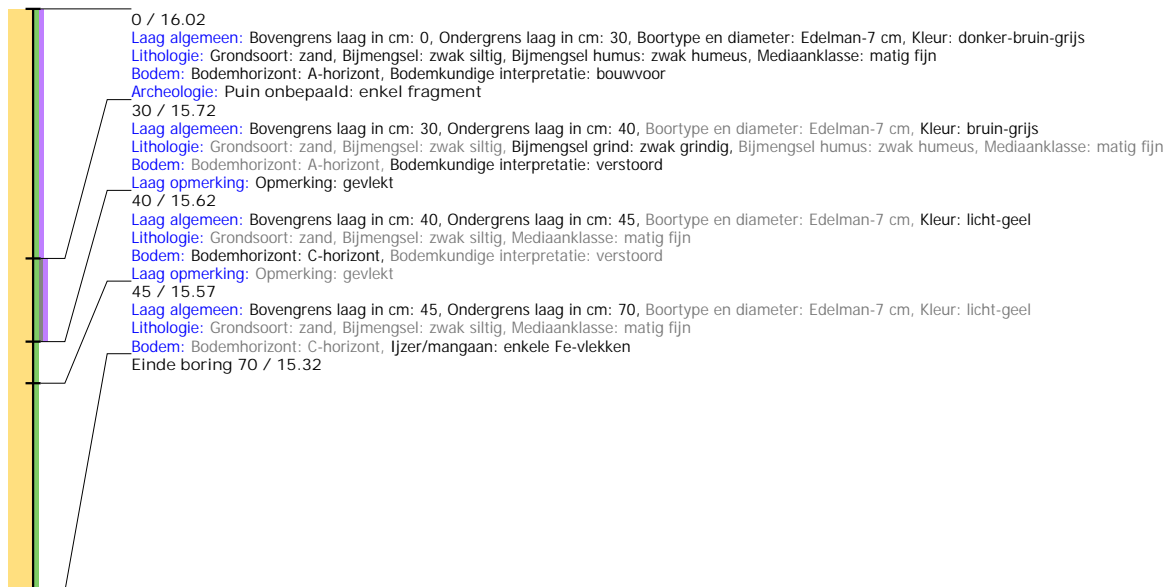 0 / 16.02
Laag algemeen: Bovengrens laag in cm: 0, Ondergrens laag in cm: 30, Boortype en diameter: Edelman-7 cm, Kleur: donker-bruin-grijs
Lithologie: Grondsoort: zand, Bijmengsel: zwak siltig, Bijmengsel humus: zwak humeus, Mediaanklasse: matig fijn
Bodem: Bodemhorizont: A-horizont, Bodemkundige interpretatie: bouwvoor
Archeologie: Puin onbepaald: enkel fragment
30 / 15.72
Laag algemeen: Bovengrens laag in cm: 30, Ondergrens laag in cm: 40, Boortype en diameter: Edelman-7 cm, Kleur: bruin-grijs
Lithologie: Grondsoort: zand, Bijmengsel: zwak siltig, Bijmengsel grind: zwak grindig, Bijmengsel humus: zwak humeus, Mediaanklasse: matig fijn
Bodem: Bodemhorizont: A-horizont, Bodemkundige interpretatie: verstoord
Laag opmerking: Opmerking: gevlekt
40 / 15.62
Laag algemeen: Bovengrens laag in cm: 40, Ondergrens laag in cm: 45, Boortype en diameter: Edelman-7 cm, Kleur: licht-geel
Lithologie: Grondsoort: zand, Bijmengsel: zwak siltig, Mediaanklasse: matig fijn
Bodem: Bodemhorizont: C-horizont, Bodemkundige interpretatie: verstoord
Laag opmerking: Opmerking: gevlekt
45 / 15.57
Laag algemeen: Bovengrens laag in cm: 45, Ondergrens laag in cm: 70, Boortype en diameter: Edelman-7 cm, Kleur: licht-geel
Lithologie: Grondsoort: zand, Bijmengsel: zwak siltig, Mediaanklasse: matig fijn
Bodem: Bodemhorizont: C-horizont, Ijzer/mangaan: enkele Fe-vlekken
Einde boring 70 / 15.32